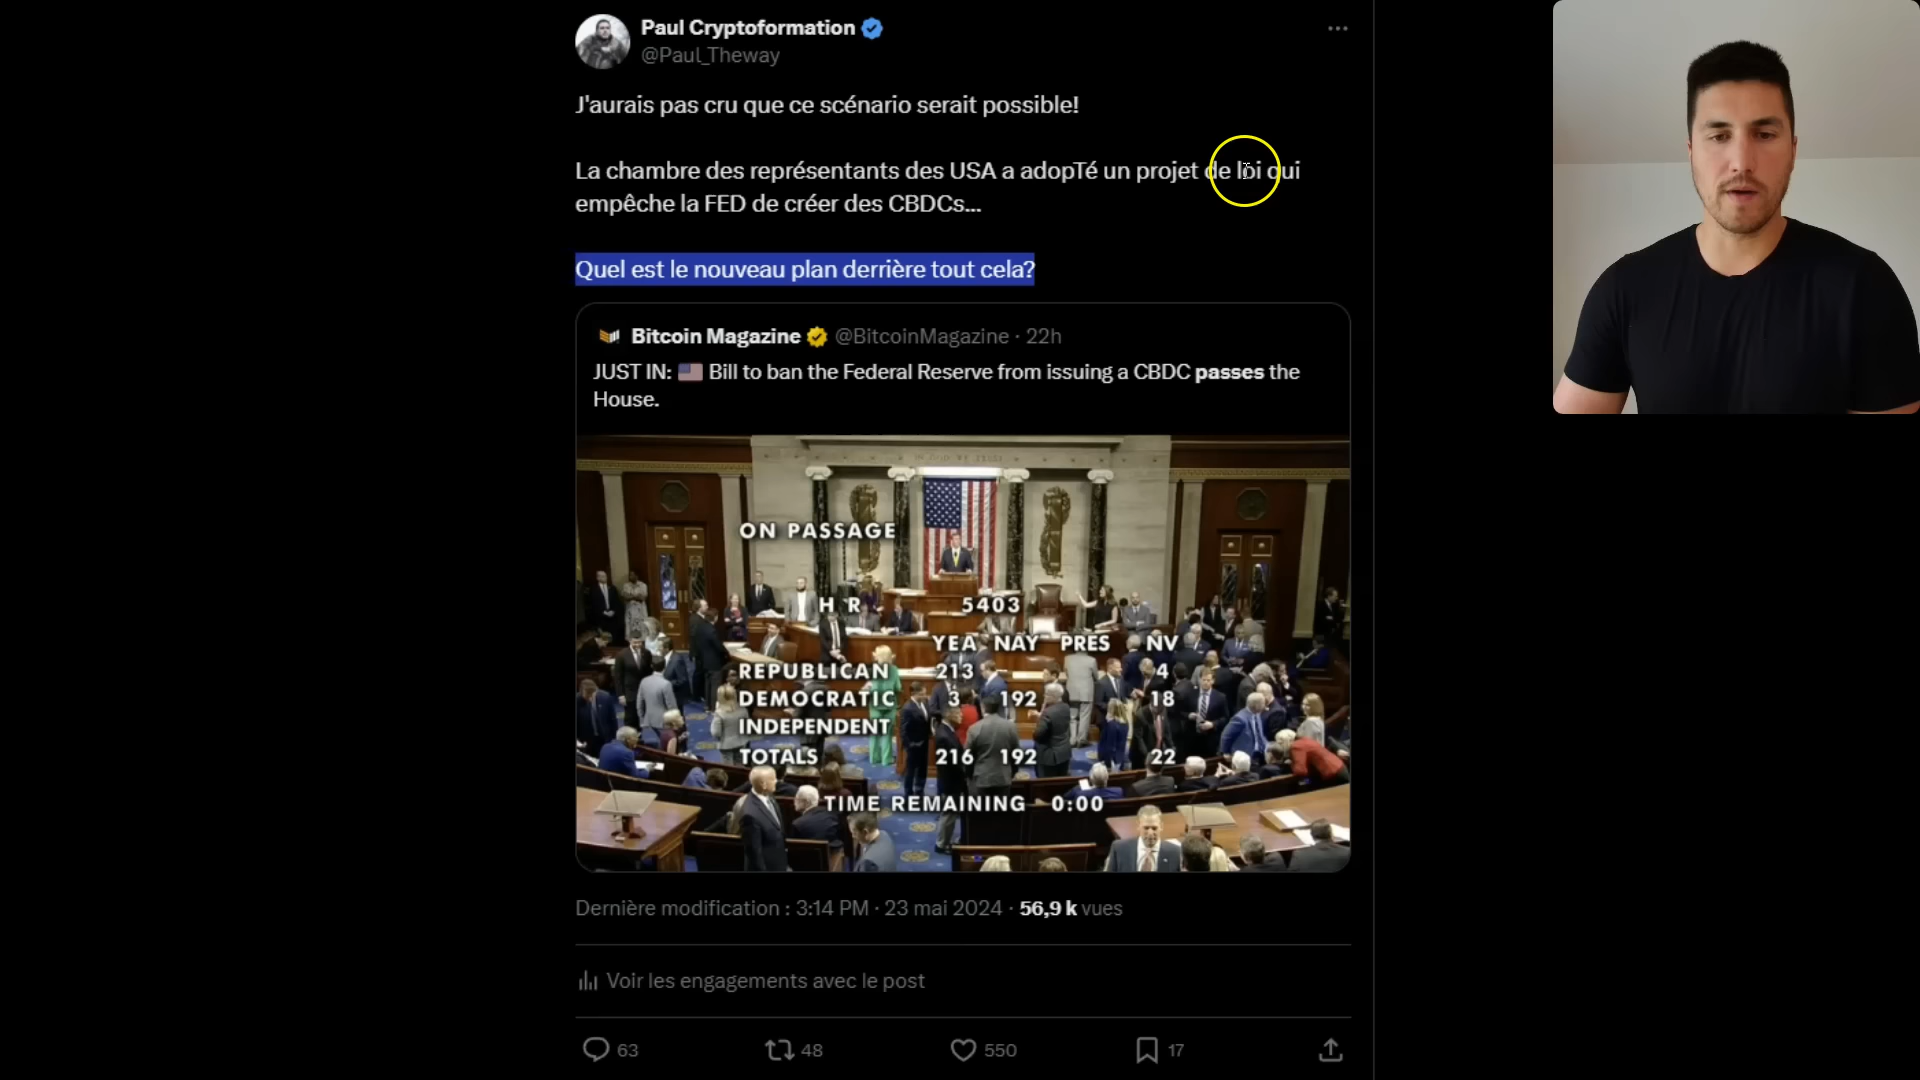 Paul Cryptoformation
@Paul_Theway
J'aurais pas cru que ce scénario serait possible!
La chambre des représentants des USA a adopTé un projet de loi qui
empêche la FED de créer des CBDCs...
Quel est le nouveau plan derrière tout cela?
Bitcoin Magazine @BitcoinMagazine · 22h
JUST IN: Bill to ban the Federal Reserve from issuing a CBDC passes the
House.
ON PASSAGE
H R 5403
YEA NAY PRES NV
REPUBLICAN 213 4
DEMOCRATIC 3 192 18
INDEPENDENT
TOTALS 216 192 22
TIME REMAINING 0:00
Dernière modification : 3:14 PM · 23 mai 2024 · 56,9 k vues
Voir les engagements avec le post
63 48 550 17